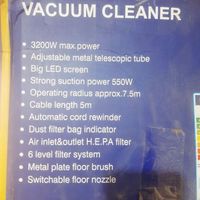 VACUUM CLEANER
• 3200W max.power
• Adjustable metal telescopic tube
• Big LED screen
• Strong suction power 550W
• Operating radius approx.7.5m
• Cable length 5m
• Automatic cord rewinder
• Dust filter bag indicator
• Air inlet&outlet H.E.PA filter
• 6 level filter system
• Metal plate floor brush
• Switchable floor nozzle